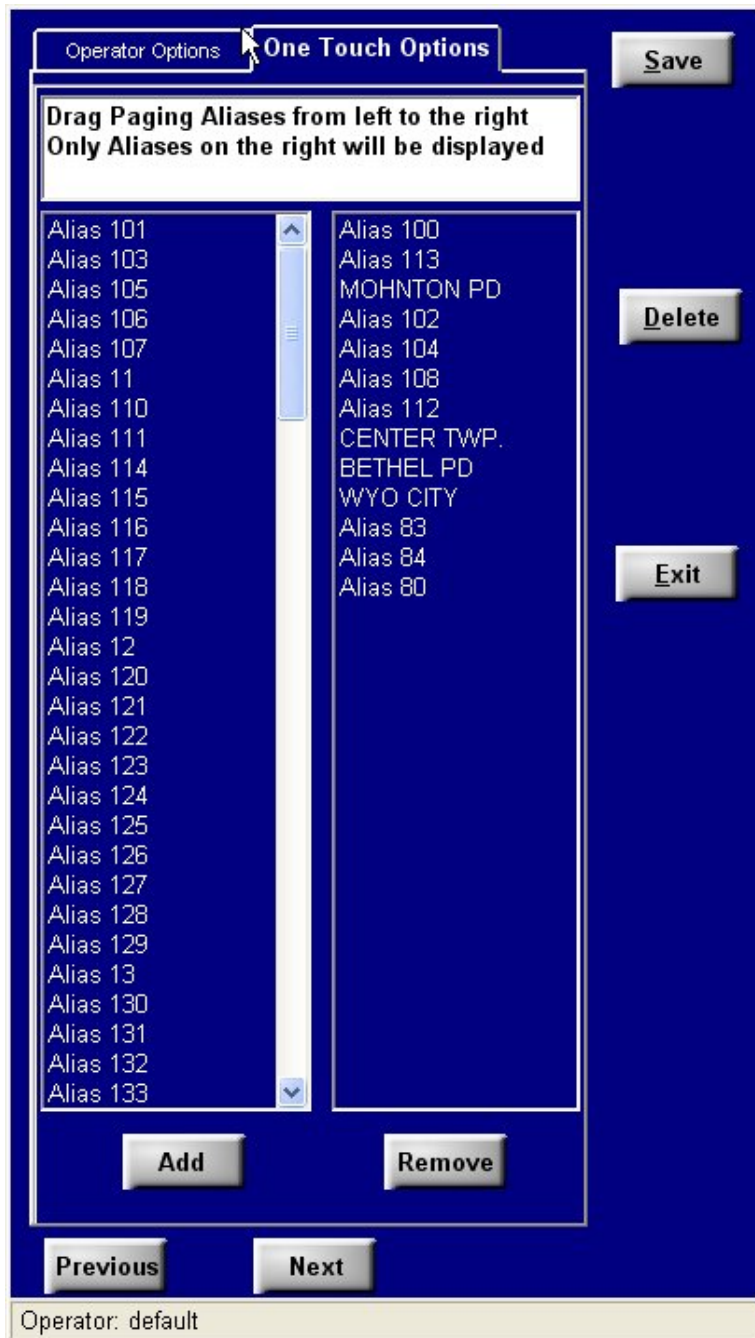 Operator Options
One Touch Options
Save
Drag Paging Aliases from left to the right
Only Aliases on the right will be displayed
Alias 101
Alias 103
Alias 105
Alias 106
Alias 107
Alias 11
Alias 110
Alias 111
Alias 114
Alias 115
Alias 116
Alias 117
Alias 118
Alias 119
Alias 12
Alias 120
Alias 121
Alias 122
Alias 123
Alias 124
Alias 125
Alias 126
Alias 127
Alias 128
Alias 129
Alias 13
Alias 130
Alias 131
Alias 132
Alias 133
Alias 100
Alias 113
MOHNTON PD
Alias 102
Alias 104
Alias 108
Alias 112
CENTER TWP.
BETHEL PD
WYO CITY
Alias 83
Alias 84
Alias 80
Delete
Exit
Add
Remove
Previous
Next
Operator: default